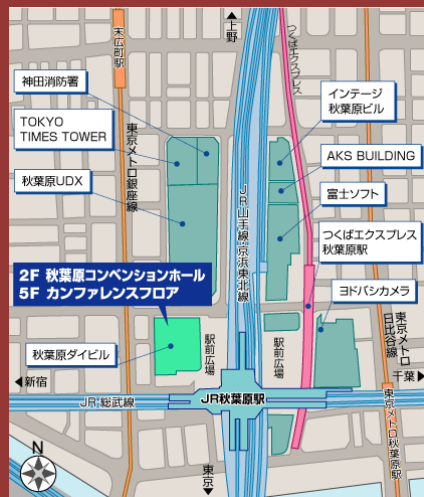 上野
末広町駅
つくばエクスプレス
神田消防署
TOKYO
TIMES TOWER
秋葉原UDX
東京メトロ銀座線
JR山手線・京浜東北線
インテージ
秋葉原ビル
AKS BUILDING
富士ソフト
つくばエクスプレス
秋葉原駅
ヨドバシカメラ
2F 秋葉原コンベンションホール
5F カンファレンスフロア
秋葉原ダイビル
駅前広場
駅前広場
東京メトロ
日比谷線
新宿
千葉
JR 総武線
JR秋葉原駅
東京メトロ秋葉原駅
N
東京